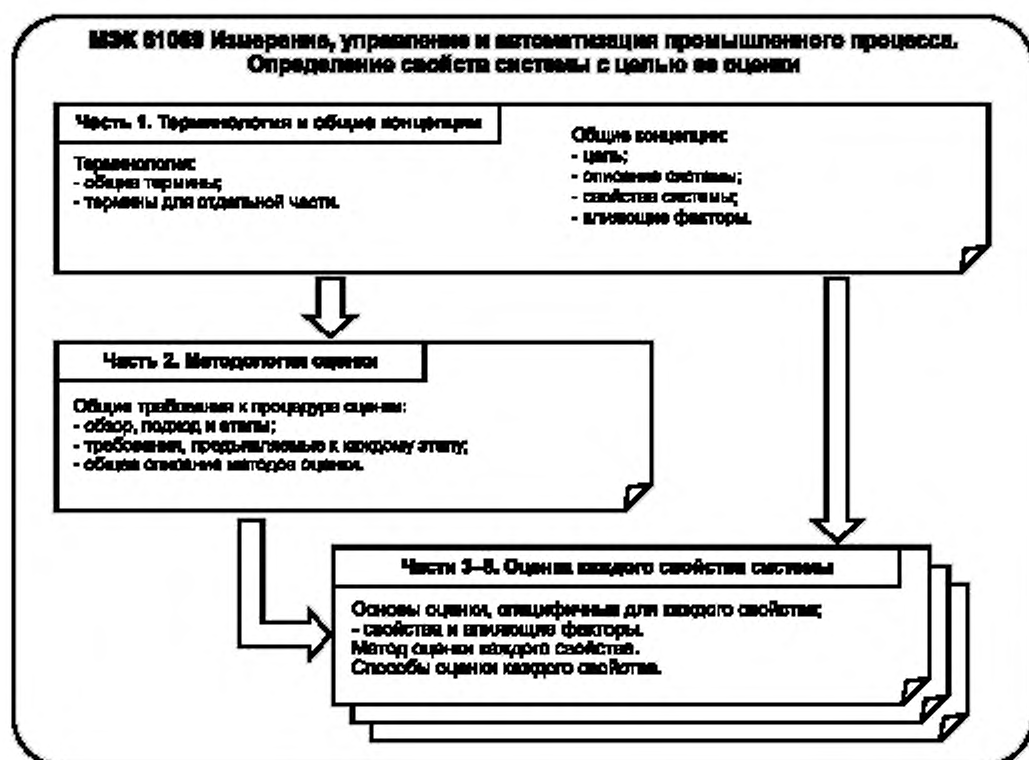 МЭК 61069 Измерение, управление и автоматизация промышленного процесса.
Определение свойств системы с целью ее оценки
Часть 1. Терминология и общие концепции
Терминология:
- общие термины;
- термины для отдельной части.
Общие концепции:
- цель;
- описание системы;
- свойства системы;
- влияющие факторы.
Часть 2. Методология оценки
Общие требования к процедуре оценки:
- обзор, подход и этапы;
- требования, предъявляемые к каждому этапу;
- общее описание методов оценки.
Части 3–8. Оценка каждого свойства системы
Основы оценки, специфичные для каждого свойства;
- свойства и влияющие факторы.
Метод оценки каждого свойства.
Способы оценки каждого свойства.